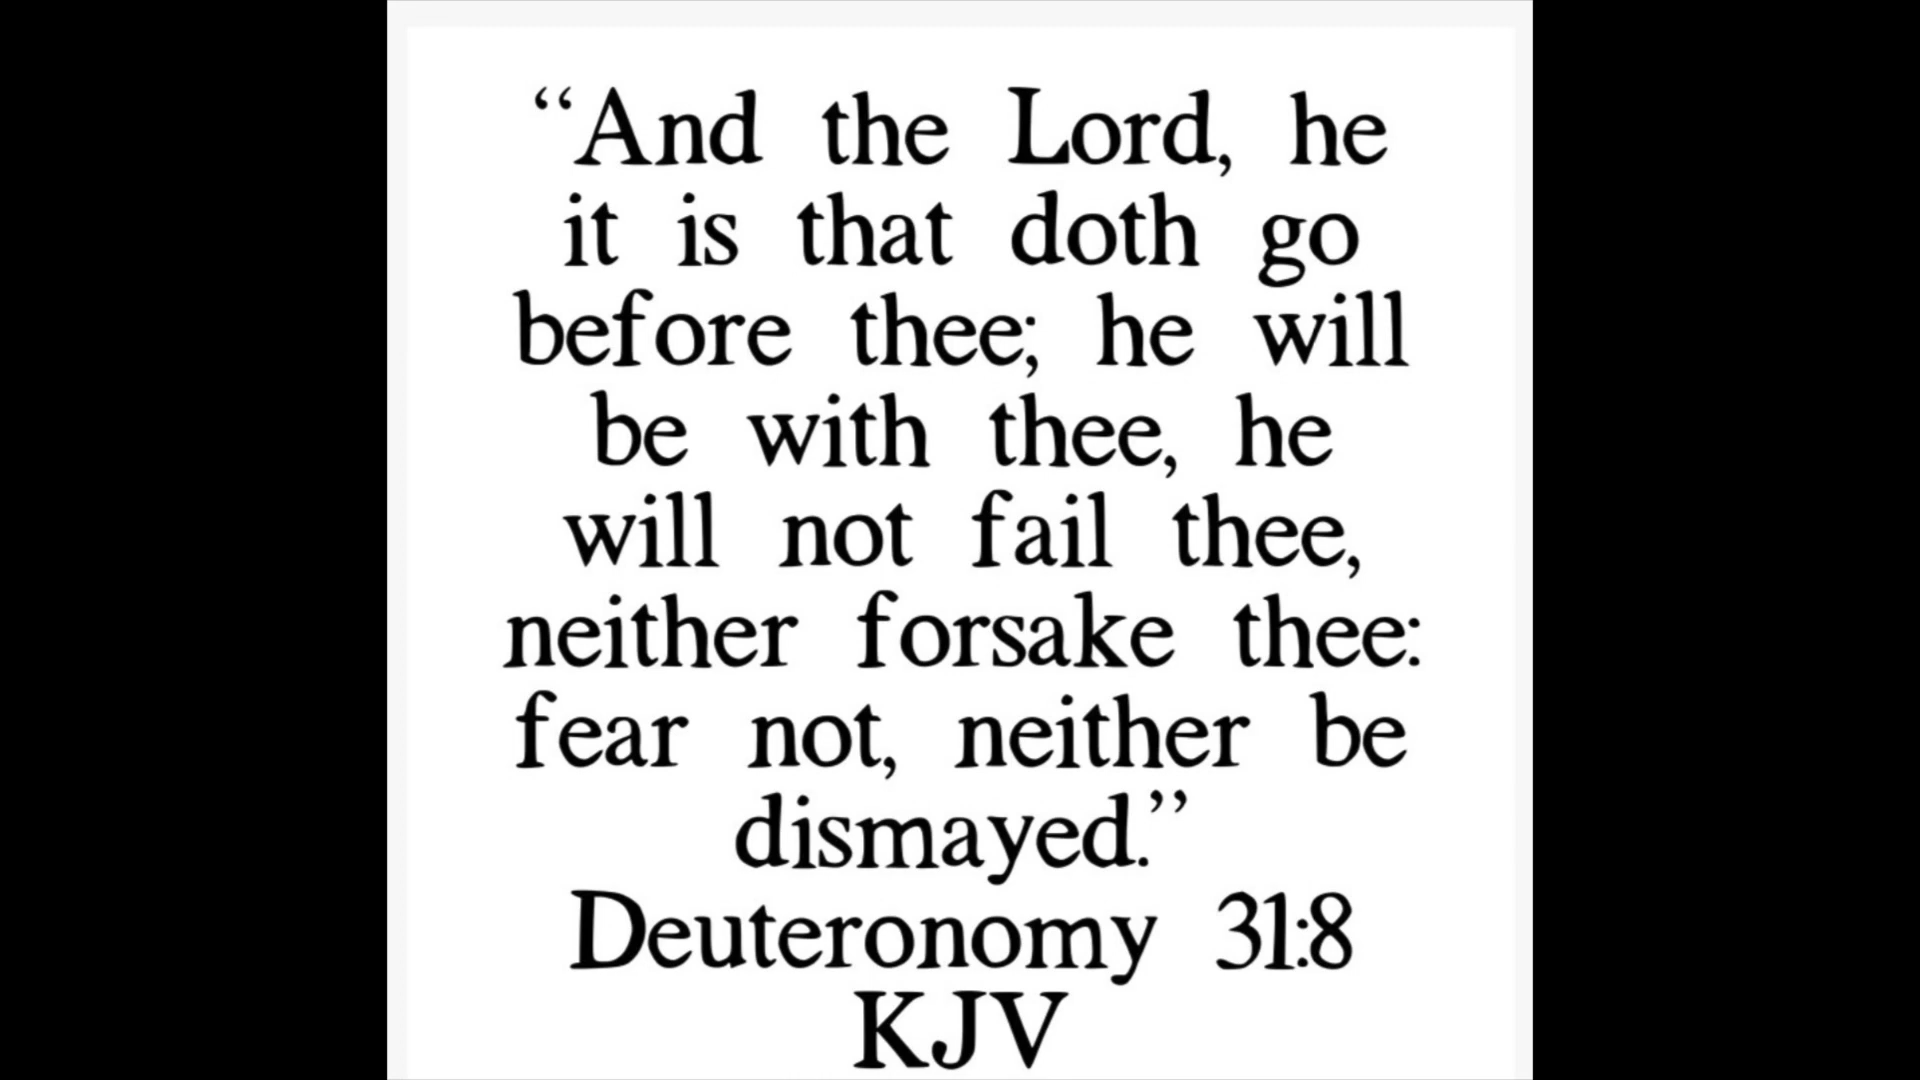 “And the Lord, he
it is that doth go
before thee; he will
be with thee, he
will not fail thee,
neither forsake thee:
fear not, neither be
dismayed.”
Deuteronomy 31:8
KJV